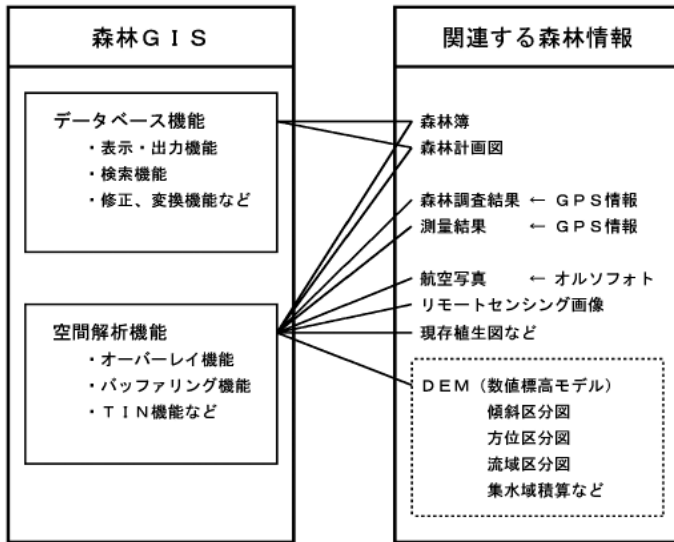 森林ＧＩＳ
データベース機能
・表示・出力機能
・検索機能
・修正、変換機能など
空間解析機能
・オーバーレイ機能
・バッファリング機能
・ＴＩＮ機能など
関連する森林情報
森林簿
森林計画図
森林調査結果 ← ＧＰＳ情報
測量結果 ← ＧＰＳ情報
航空写真 ← オルソフォト
リモートセンシング画像
現存植生図など
ＤＥＭ（数値標高モデル）
傾斜区分図
方位区分図
流域区分図
集水域積算など